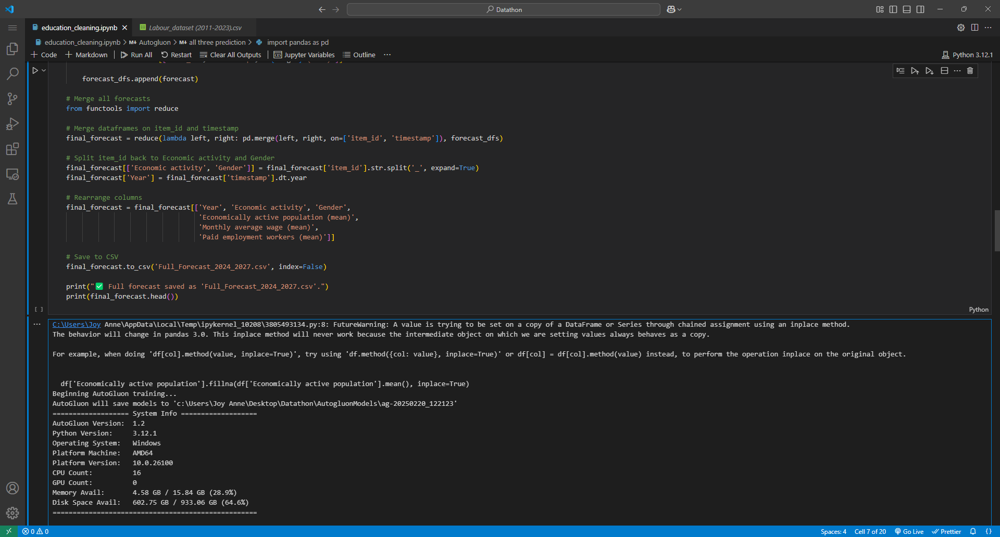 Datathon
education_cleaning.ipynb
Labour_dataset (2011-2023).csv
education_cleaning.ipynb > M↓ Autogluon > M↓ all three prediction > import pandas as pd
+ Code + Markdown Run All Restart Clear All Outputs Jupyter Variables Outline ... Python 3.12.1
forecast_dfs.append(forecast)
# Merge all forecasts
from functools import reduce
# Merge dataframes on item_id and timestamp
final_forecast = reduce(lambda left, right: pd.merge(left, right, on=['item_id', 'timestamp']), forecast_dfs)
# Split item_id back to Economic activity and Gender
final_forecast[['Economic activity', 'Gender']] = final_forecast['item_id'].str.split('_', expand=True)
final_forecast['Year'] = final_forecast['timestamp'].dt.year
# Rearrange columns
final_forecast = final_forecast[['Year', 'Economic activity', 'Gender',
'Economically active population (mean)',
'Monthly average wage (mean)',
'Paid employment workers (mean)']]
# Save to CSV
final_forecast.to_csv('Full_Forecast_2024_2027.csv', index=False)
print("✅ Full forecast saved as 'Full_Forecast_2024_2027.csv'.")
print(final_forecast.head())
[ ]
Python
C:\Users\Joy Anne\AppData\Local\Temp\ipykernel_10208\3805493134.py:8: FutureWarning: A value is trying to be set on a copy of a DataFrame or Series through chained assignment using an inplace method.
The behavior will change in pandas 3.0. This inplace method will never work because the intermediate object on which we are setting values always behaves as a copy.
For example, when doing 'df[col].method(value, inplace=True)', try using 'df.method({col: value}, inplace=True)' or df[col] = df[col].method(value) instead, to perform the operation inplace on the original object.
df['Economically active population'].fillna(df['Economically active population'].mean(), inplace=True)
Beginning AutoGluon training...
AutoGluon will save models to 'c:\Users\Joy Anne\Desktop\Datathon\AutogluonModels\ag-20250220_122123'
=================== System Info ===================
AutoGluon Version: 1.2
Python Version: 3.12.1
Operating System: Windows
Platform Machine: AMD64
Platform Version: 10.0.26100
CPU Count: 16
GPU Count: 0
Memory Avail: 4.58 GB / 15.84 GB (28.9%)
Disk Space Avail: 602.75 GB / 933.06 GB (64.6%)
===================================================
0 0 Spaces: 4 Cell 7 of 20 Go Live Prettier {}